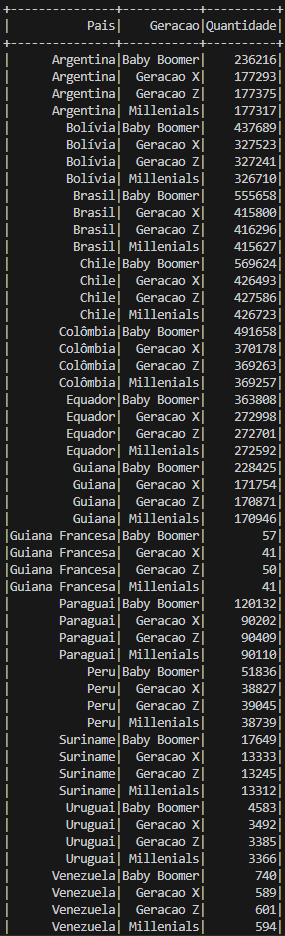 +---------------+-----------+----------+
|           Pais|    Geracao|Quantidade|
+---------------+-----------+----------+
|      Argentina|Baby Boomer|    236216|
|      Argentina|  Geracao X|    177293|
|      Argentina|  Geracao Z|    177375|
|      Argentina| Millenials|    177317|
|        Bolívia|Baby Boomer|    437689|
|        Bolívia|  Geracao X|    327523|
|        Bolívia|  Geracao Z|    327241|
|        Bolívia| Millenials|    326710|
|         Brasil|Baby Boomer|    555658|
|         Brasil|  Geracao X|    415800|
|         Brasil|  Geracao Z|    416296|
|         Brasil| Millenials|    415627|
|          Chile|Baby Boomer|    569624|
|          Chile|  Geracao X|    426493|
|          Chile|  Geracao Z|    427586|
|          Chile| Millenials|    426723|
|       Colômbia|Baby Boomer|    491658|
|       Colômbia|  Geracao X|    370178|
|       Colômbia|  Geracao Z|    369263|
|       Colômbia| Millenials|    369257|
|        Equador|Baby Boomer|    363808|
|        Equador|  Geracao X|    272998|
|        Equador|  Geracao Z|    272701|
|        Equador| Millenials|    272592|
|         Guiana|Baby Boomer|    228425|
|         Guiana|  Geracao X|    171754|
|         Guiana|  Geracao Z|    170871|
|         Guiana| Millenials|    170946|
|Guiana Francesa|Baby Boomer|        57|
|Guiana Francesa|  Geracao X|        41|
|Guiana Francesa|  Geracao Z|        50|
|Guiana Francesa| Millenials|        41|
|       Paraguai|Baby Boomer|    120132|
|       Paraguai|  Geracao X|     90202|
|       Paraguai|  Geracao Z|     90409|
|       Paraguai| Millenials|     90110|
|           Peru|Baby Boomer|     51836|
|           Peru|  Geracao X|     38827|
|           Peru|  Geracao Z|     39045|
|           Peru| Millenials|     38739|
|       Suriname|Baby Boomer|     17649|
|       Suriname|  Geracao X|     13333|
|       Suriname|  Geracao Z|     13245|
|       Suriname| Millenials|     13312|
|        Uruguai|Baby Boomer|      4583|
|        Uruguai|  Geracao X|      3492|
|        Uruguai|  Geracao Z|      3385|
|        Uruguai| Millenials|      3366|
|      Venezuela|Baby Boomer|       740|
|      Venezuela|  Geracao X|       589|
|      Venezuela|  Geracao Z|       601|
|      Venezuela| Millenials|       594|